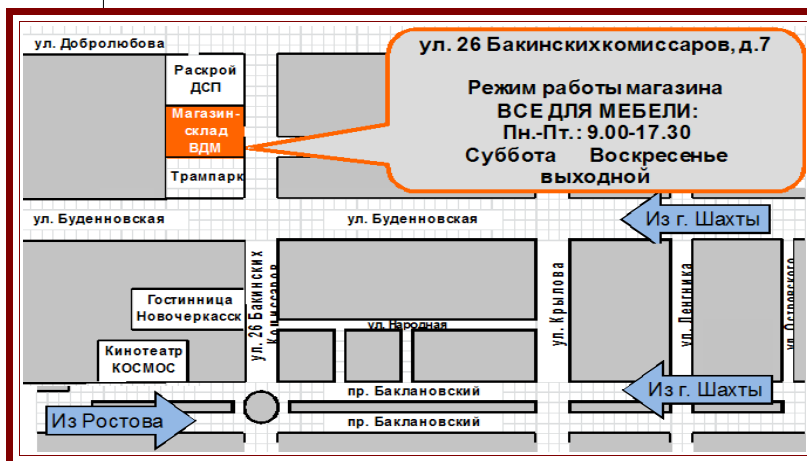 ул. Добролюбова
Раскрой
ДСП
Магазин-
склад
ВДМ
Трампарк
ул. 26 Бакинскихкомиссаров, д.7
Режим работы магазина
ВСЕ ДЛЯ МЕБЕЛИ:
Пн.-Пт.: 9.00-17.30
Суббота Воскресенье
выходной
ул. Буденновская
ул. Буденновская
Из г. Шахты
ул. 26 Бакинских
Комиссаров
ул. Крылова
ул. Ленгника
ул. Островского
Гостинница
Новочеркасск
ул. Народная
Кинотеатр
КОСМОС
пр. Баклановский
Из г. Шахты
Из Ростова
пр. Баклановский